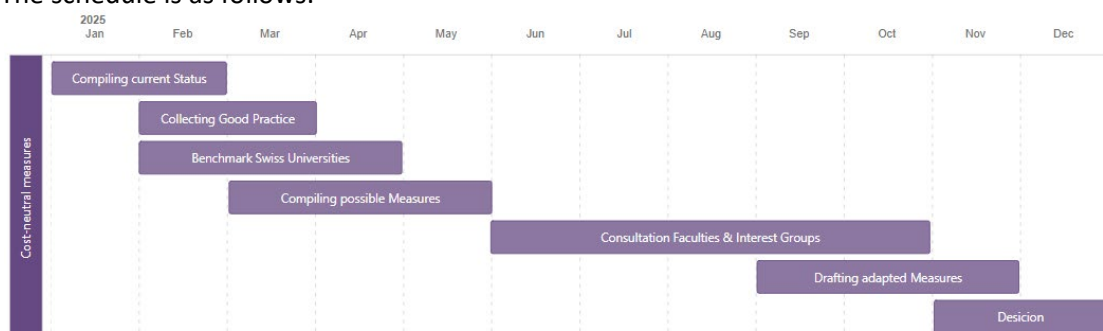 The schedule is as follows:
2025
Jan Feb Mar Apr May Jun Jul Aug Sep Oct Nov Dec
Cost-neutral measures
Compiling current Status
Collecting Good Practice
Benchmark Swiss Universities
Compiling possible Measures
Consultation Faculties & Interest Groups
Drafting adapted Measures
Desicion